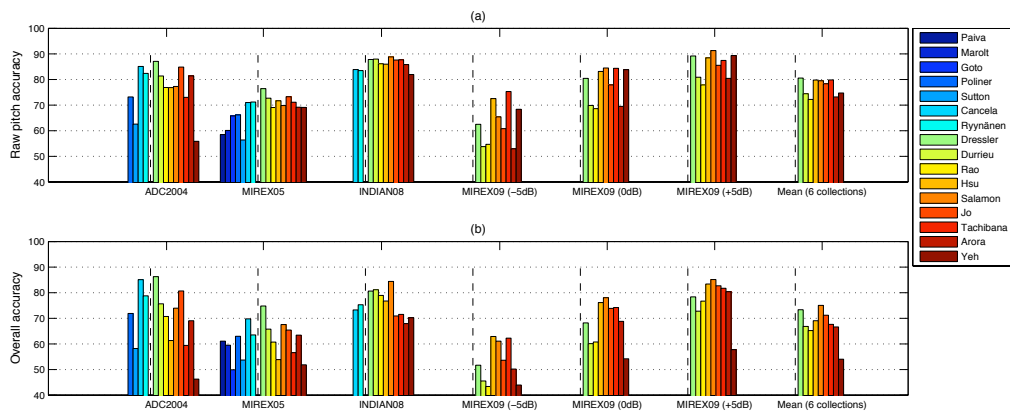 (a)
Raw pitch accuracy
100
90
80
70
60
50
40
ADC2004
MIREX05
INDIAN08
MIREX09 (−5dB)
MIREX09 (0dB)
MIREX09 (+5dB)
Mean (6 collections)
Paiva
Marolt
Goto
Poliner
Sutton
Cancela
Ryynänen
Dressler
Durrieu
Rao
Hsu
Salamon
Jo
Tachibana
Arora
Yeh
(b)
Overall accuracy
100
90
80
70
60
50
40
ADC2004
MIREX05
INDIAN08
MIREX09 (−5dB)
MIREX09 (0dB)
MIREX09 (+5dB)
Mean (6 collections)